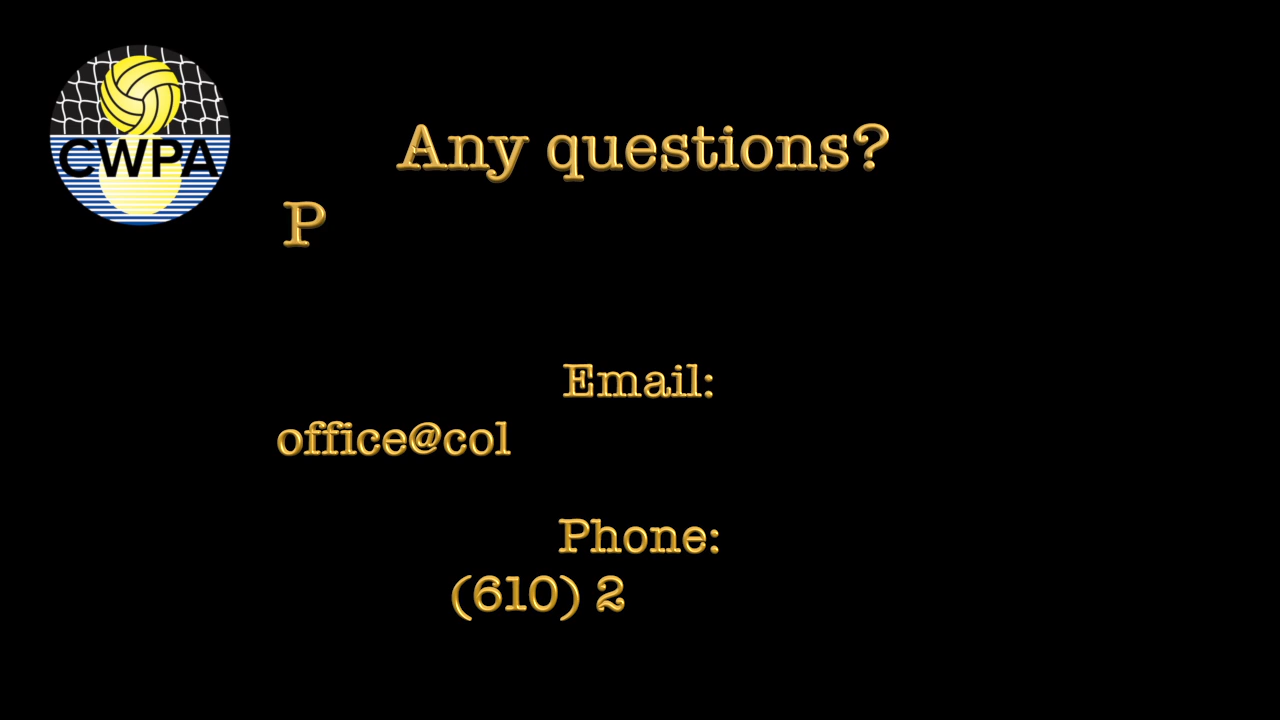 CWPA
Any questions?
P
Email:
office@col
Phone:
(610) 2